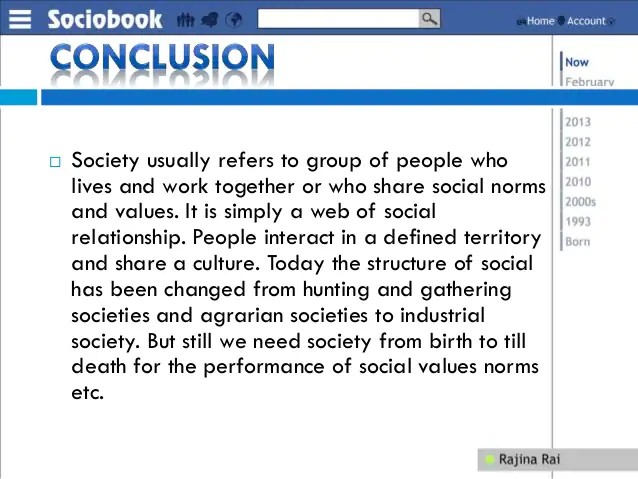 Sociobook
Home Account
CONCLUSION
Now
February
2013
2012
2011
2010
2000s
1993
Born
□ Society usually refers to group of people who
lives and work together or who share social norms
and values. It is simply a web of social
relationship. People interact in a defined territory
and share a culture. Today the structure of social
has been changed from hunting and gathering
societies and agrarian societies to industrial
society. But still we need society from birth to till
death for the performance of social values norms
etc.
Rajina Rai